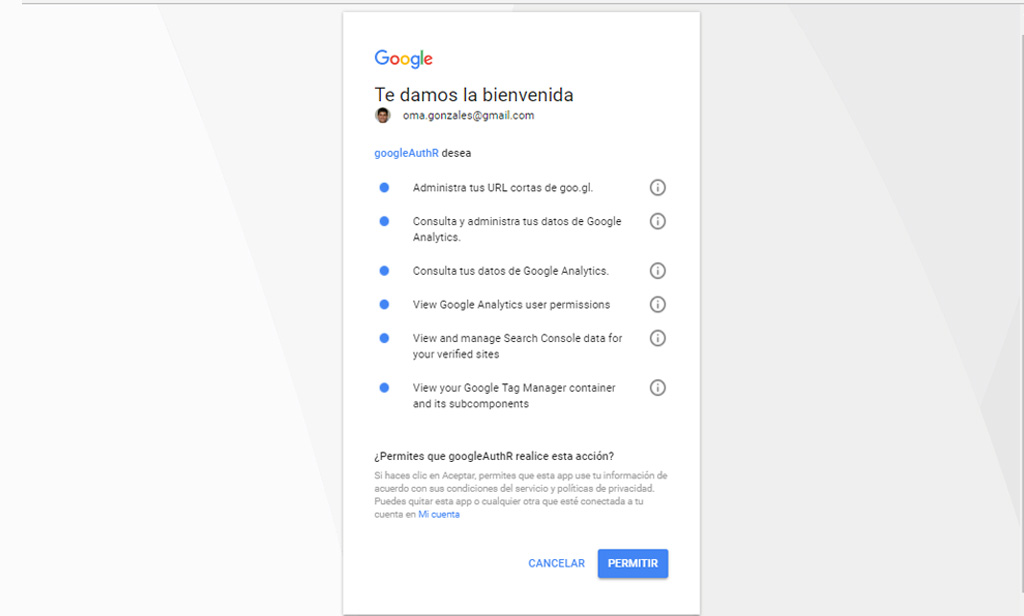 Google
Te damos la bienvenida
oma.gonzales@gmail.com
googleAuthR desea
Administra tus URL cortas de goo.gl.
Consulta y administra tus datos de Google
Analytics.
Consulta tus datos de Google Analytics.
View Google Analytics user permissions
View and manage Search Console data for
your verified sites
View your Google Tag Manager container
and its subcomponents
¿Permites que googleAuthR realice esta acción?
Si haces clic en Aceptar, permites que esta app use tu información de
acuerdo con sus condiciones del servicio y políticas de privacidad.
Puedes quitar esta app o cualquier otra que esté conectada a tu
cuenta en Mi cuenta
CANCELAR PERMITIR